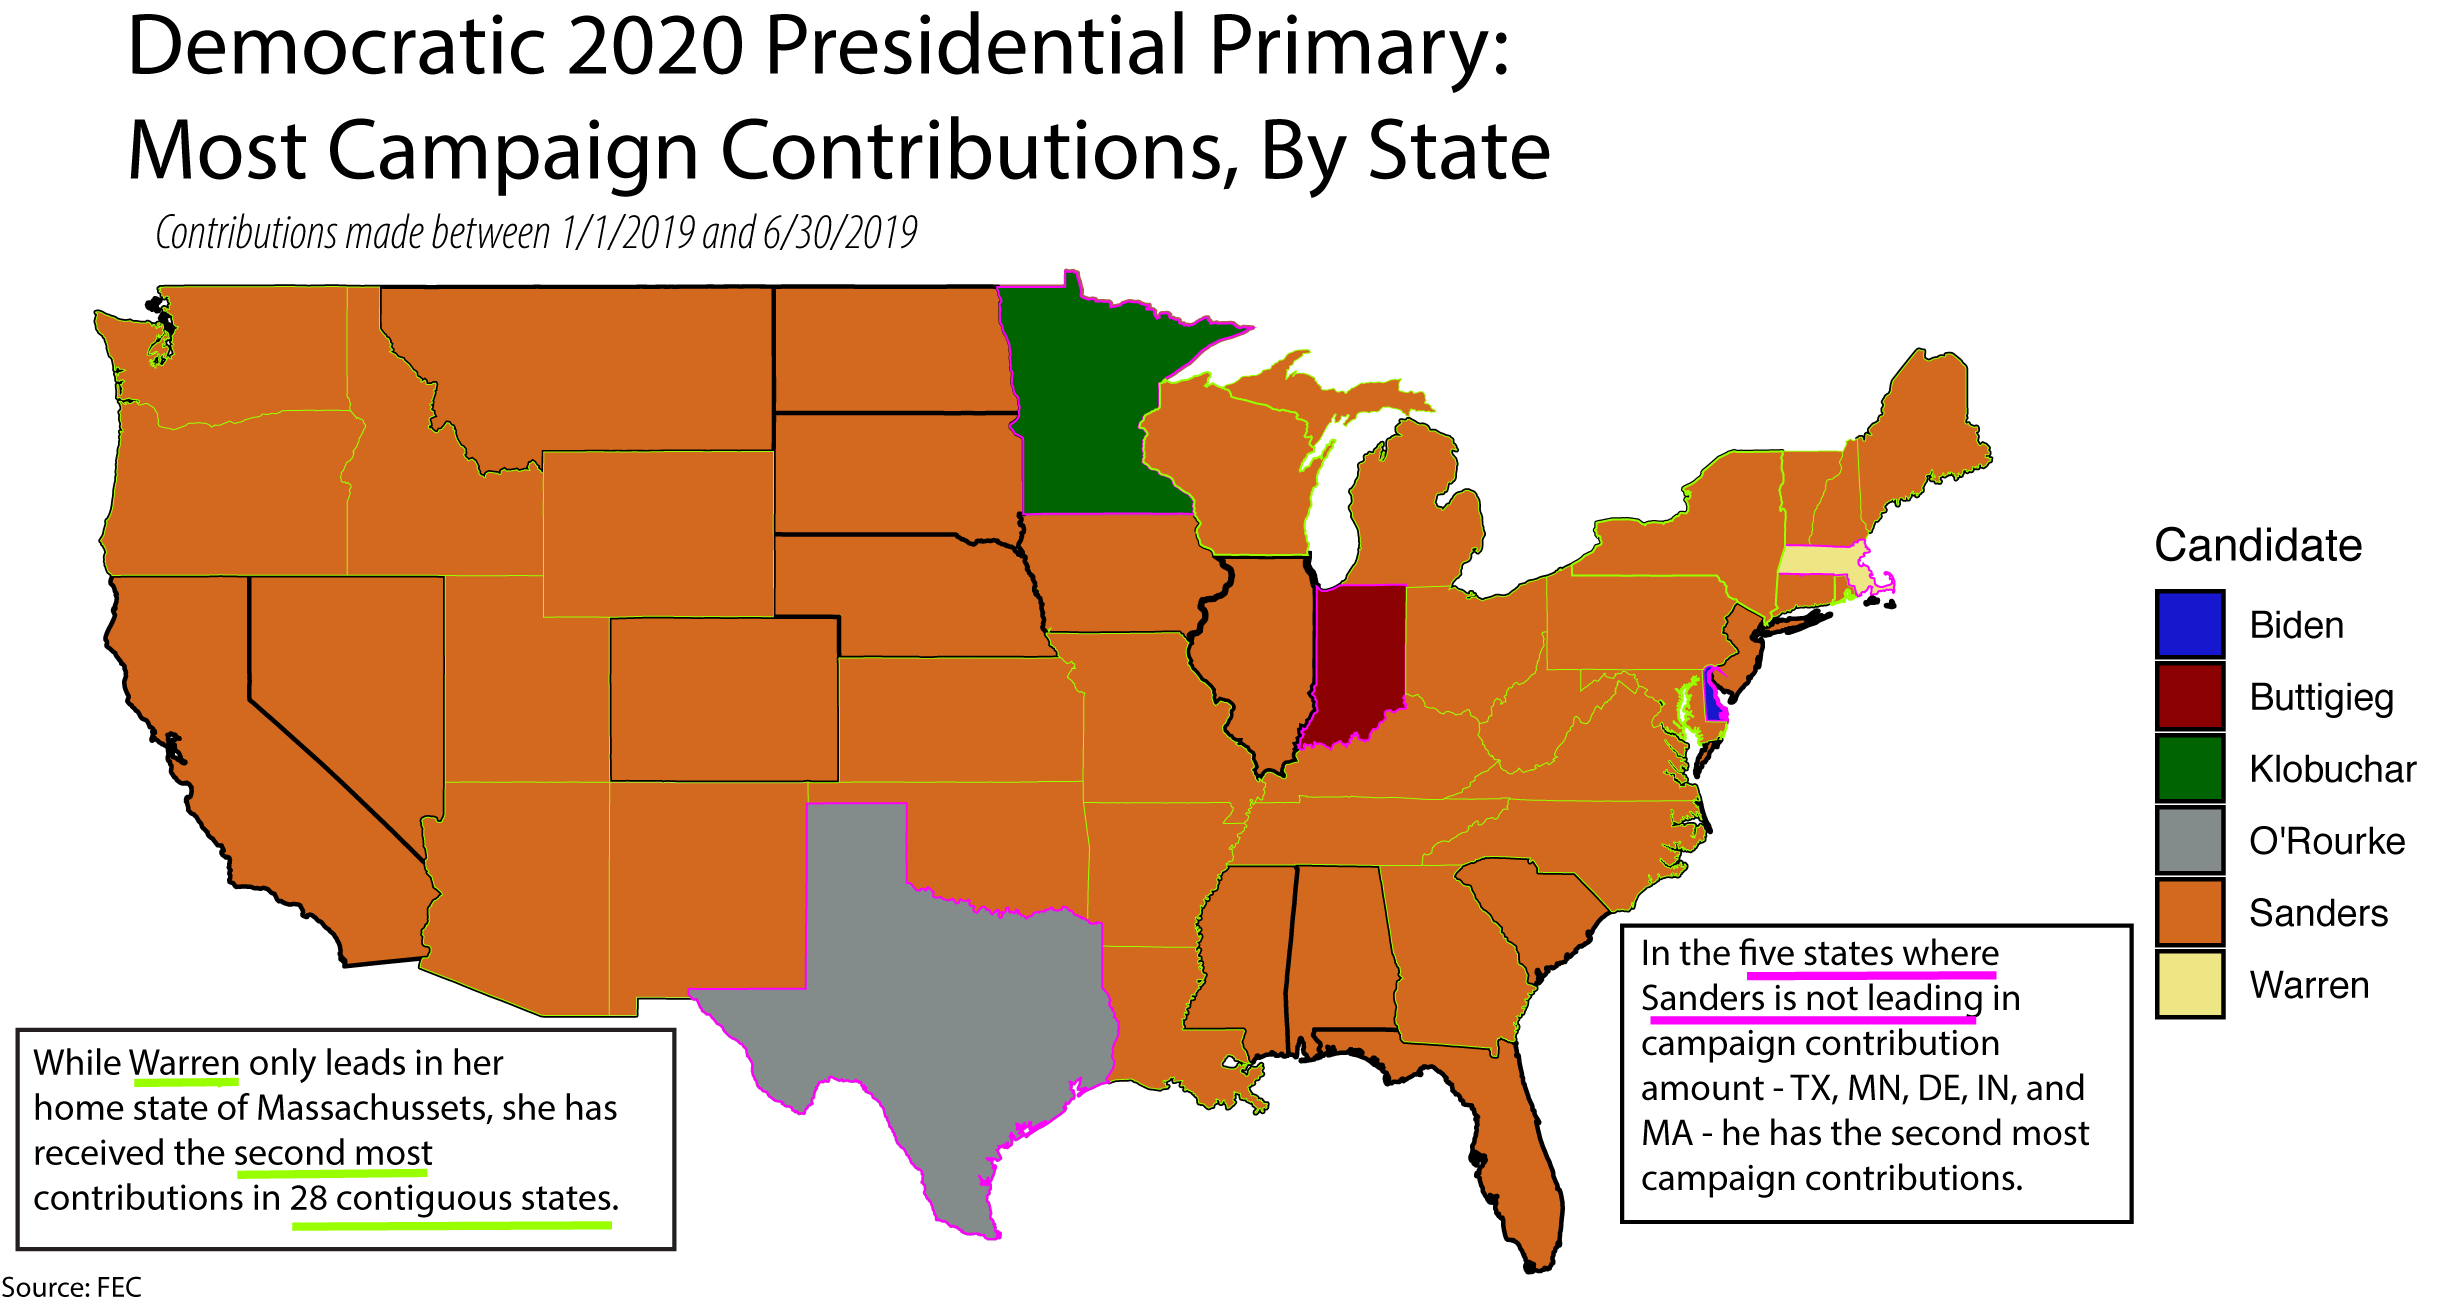 Democratic 2020 Presidential Primary:
Most Campaign Contributions, By State
Contributions made between 1/1/2019 and 6/30/2019
Candidate
Biden
Buttigieg
Klobuchar
O'Rourke
Sanders
Warren
In the five states where
Sanders is not leading in
campaign contribution
amount - TX, MN, DE, IN, and
MA - he has the second most
campaign contributions.
While Warren only leads in her
home state of Massachussets, she has
received the second most
contributions in 28 contiguous states.
Source: FEC